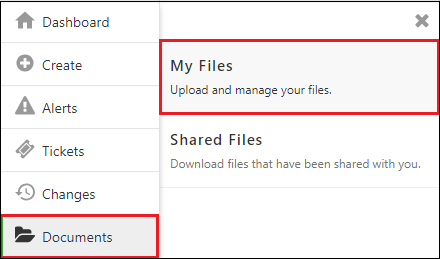 Dashboard
Create
Alerts
Tickets
Changes
Documents
My Files
Upload and manage your files.
Shared Files
Download files that have been shared with you.